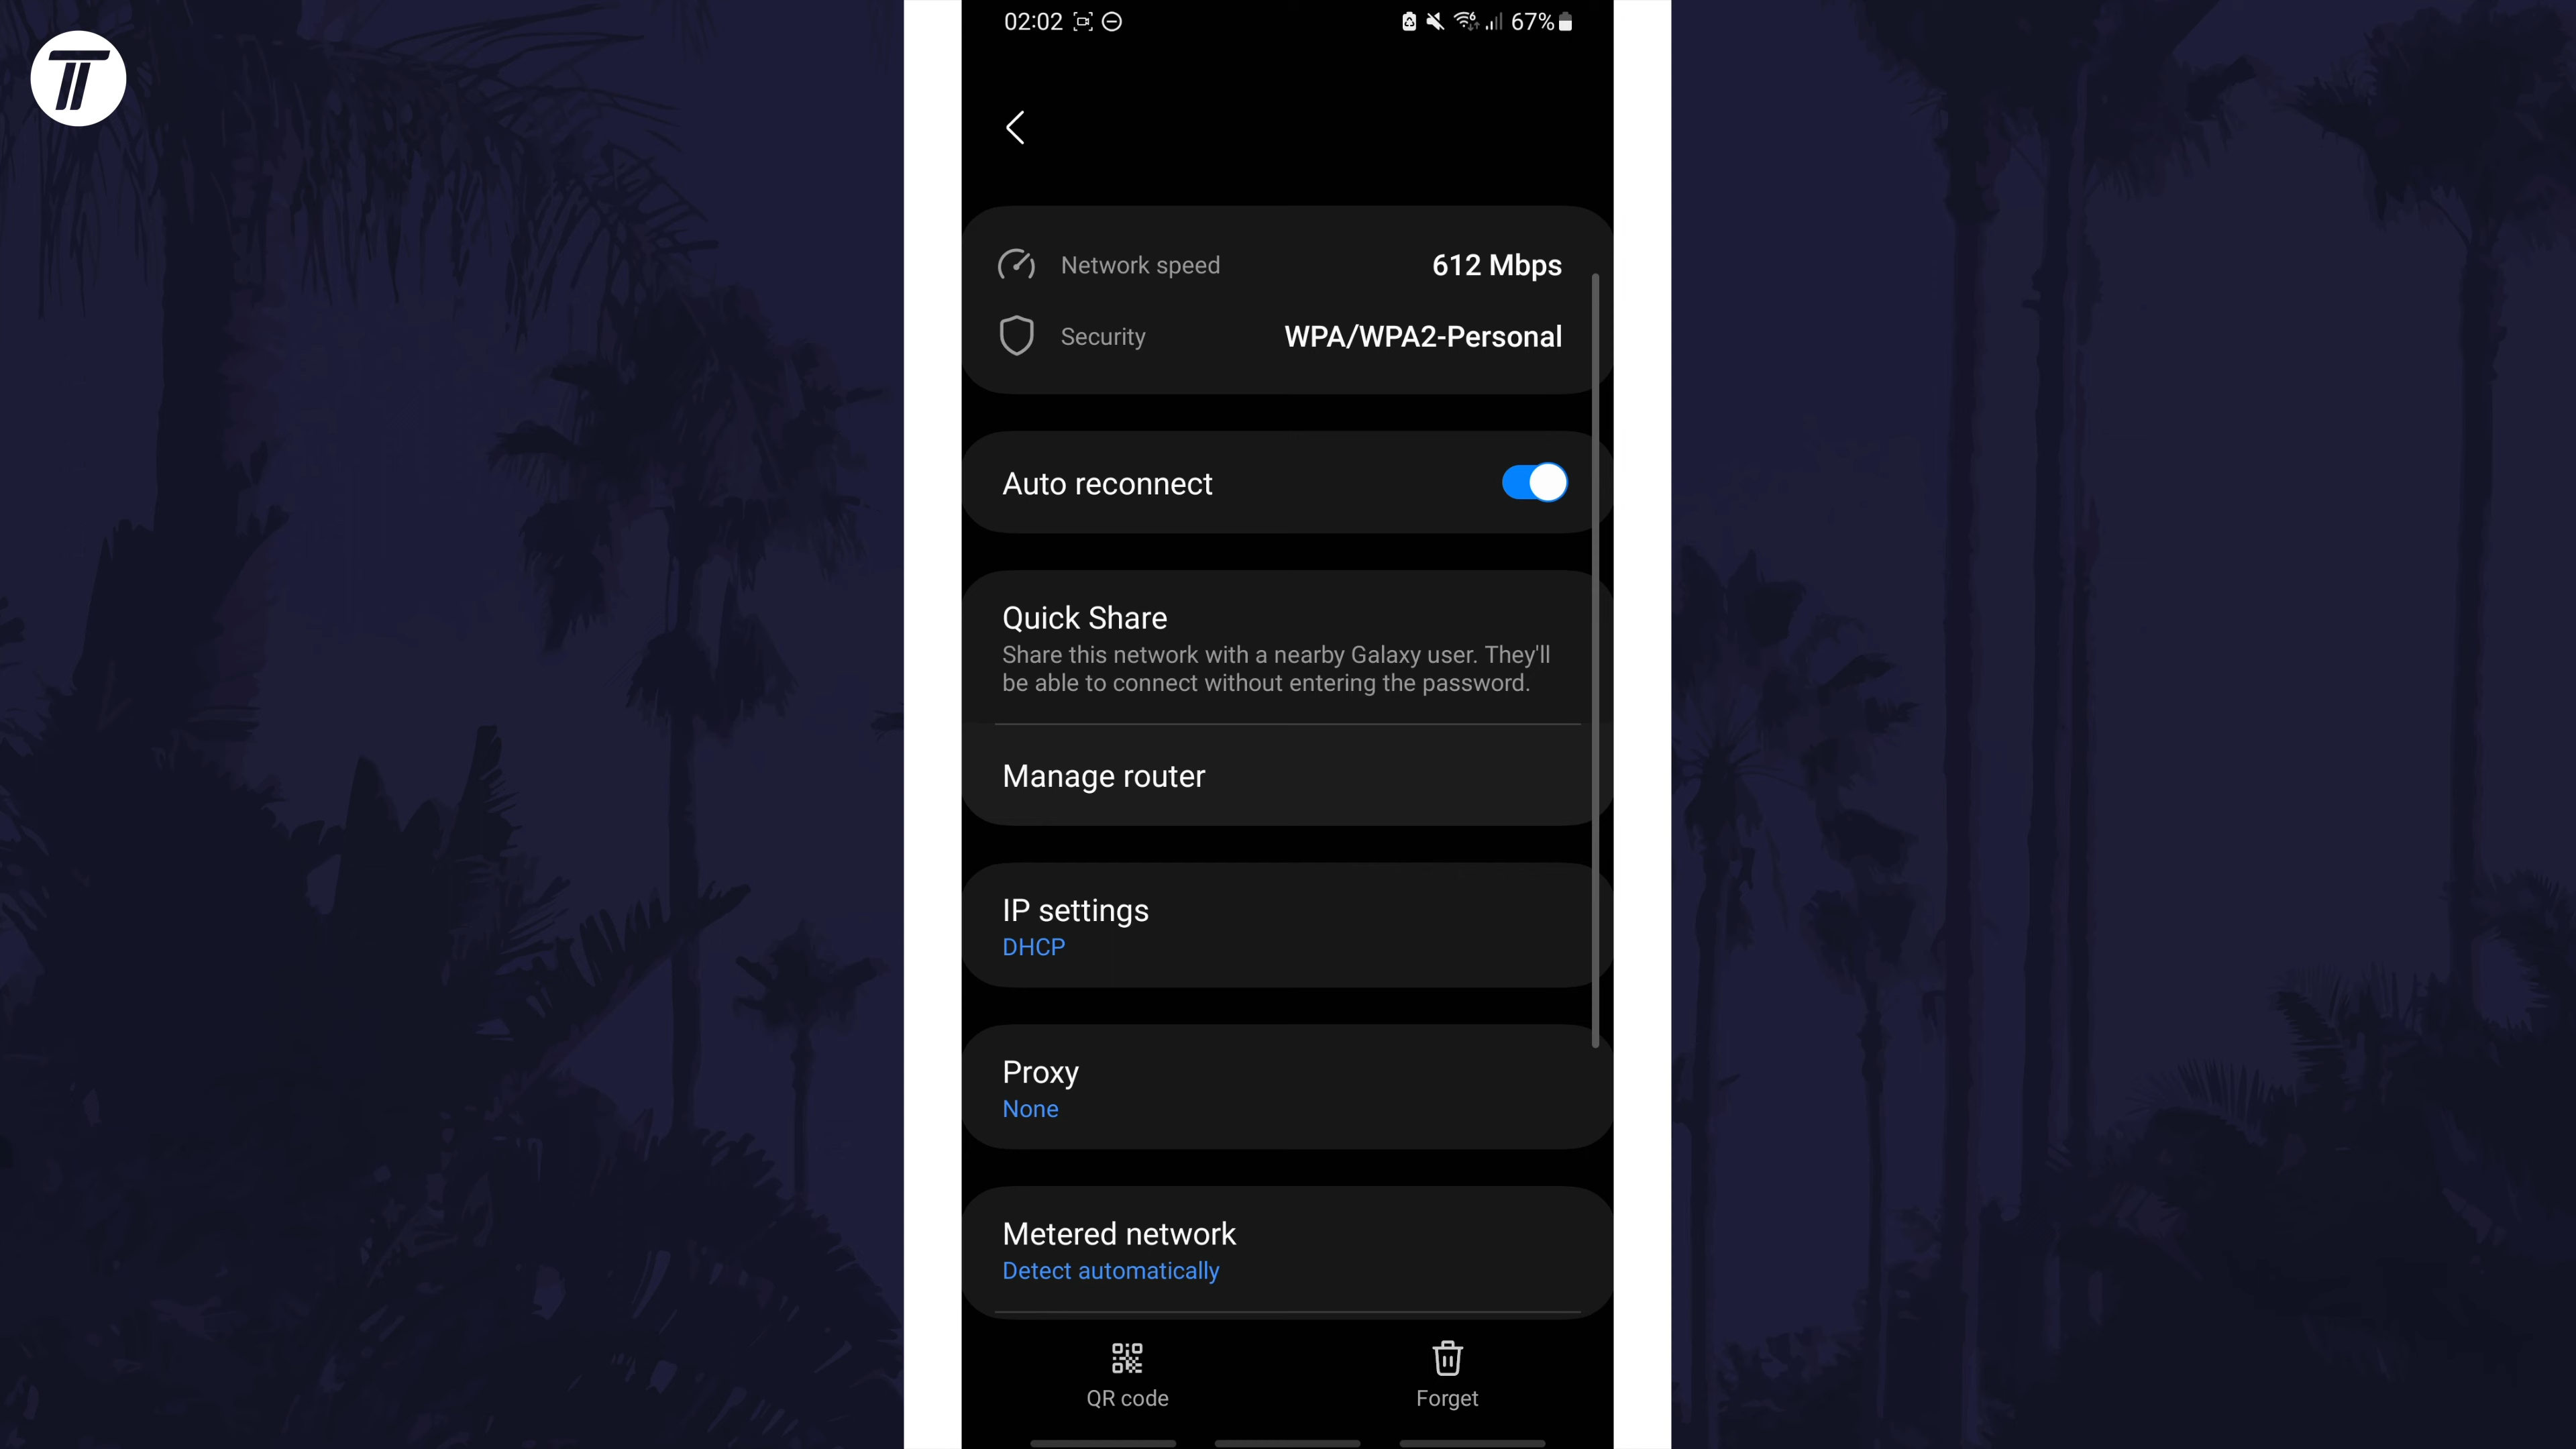 02:02
67%
Network speed
612 Mbps
Security
WPA/WPA2-Personal
Auto reconnect
Quick Share
Share this network with a nearby Galaxy user. They'll
be able to connect without entering the password.
Manage router
IP settings
DHCP
Proxy
None
Metered network
Detect automatically
QR code
Forget